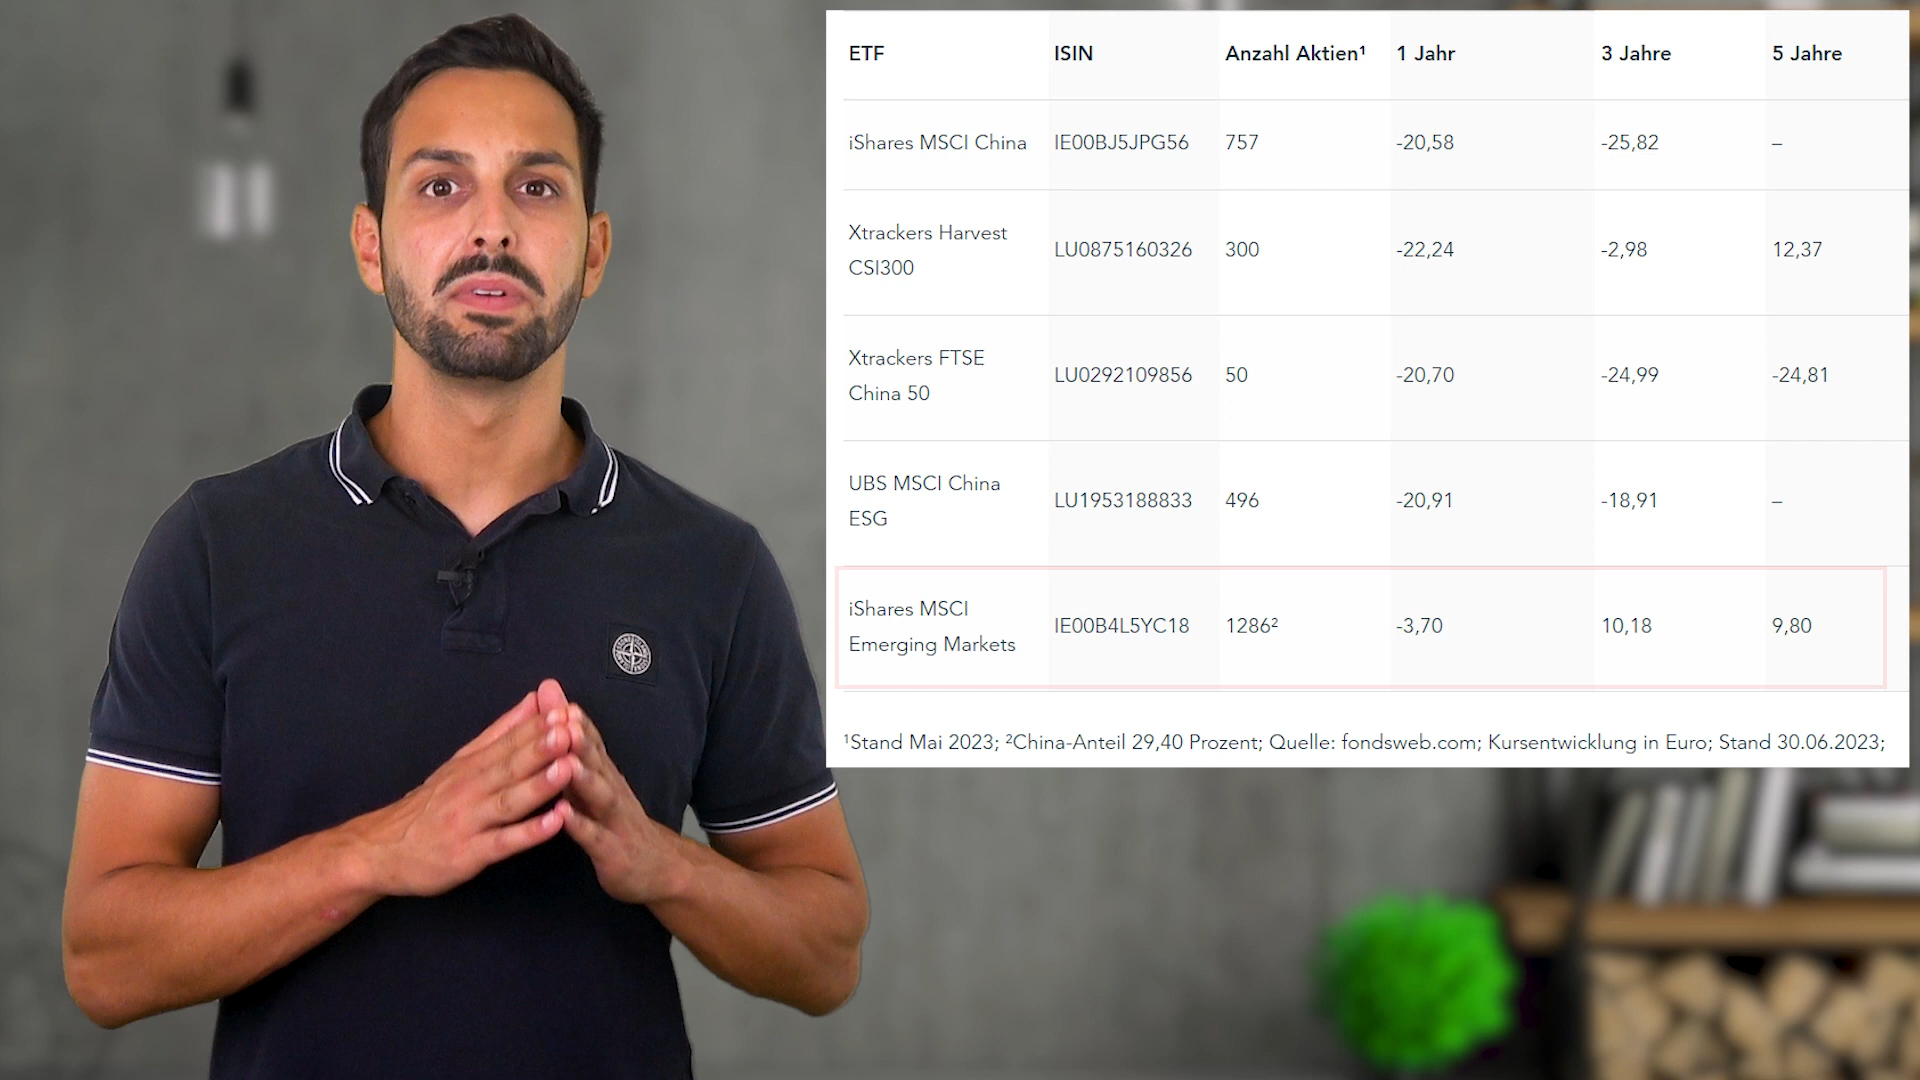 ETF ISIN Anzahl Aktien¹ 1 Jahr 3 Jahre 5 Jahre
iShares MSCI China IE00BJ5JPG56 757 -20,58 -25,82 –
Xtrackers Harvest
CSI300 LU0875160326 300 -22,24 -2,98 12,37
Xtrackers FTSE
China 50 LU0292109856 50 -20,70 -24,99 -24,81
UBS MSCI China
ESG LU1953188833 496 -20,91 -18,91 –
iShares MSCI
Emerging Markets IE00B4L5YC18 1286² -3,70 10,18 9,80
¹Stand Mai 2023; ²China-Anteil 29,40 Prozent; Quelle: fondsweb.com; Kursentwicklung in Euro; Stand 30.06.2023;